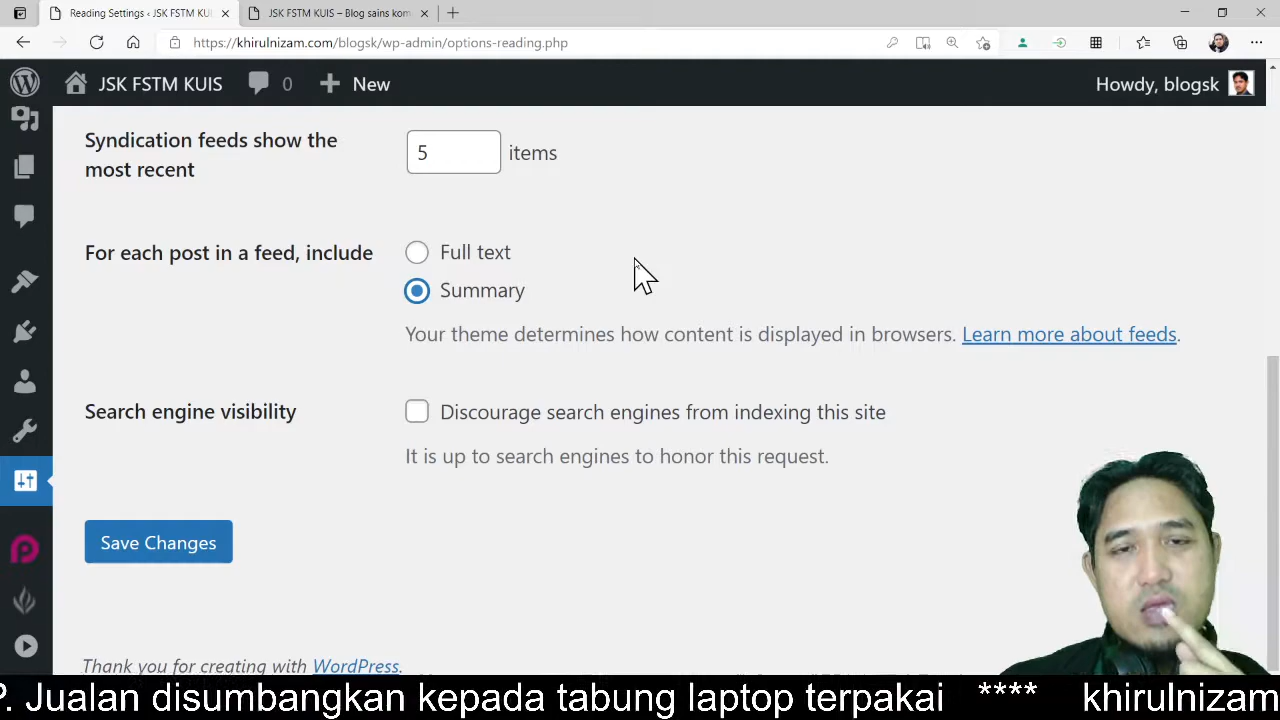 Reading Settings ‹ JSK FSTM KUI
JSK FSTM KUIS – Blog sains kom
https://khirulnizam.com/blogsk/wp-admin/options-reading.php
JSK FSTM KUIS
0
New
Howdy, blogsk
Syndication feeds show the
most recent
5
items
For each post in a feed, include
Full text
Summary
Your theme determines how content is displayed in browsers. Learn more about feeds.
Search engine visibility
Discourage search engines from indexing this site
It is up to search engines to honor this request.
Save Changes
Thank you for creating with WordPress.
P. Jualan disumbangkan kepada tabung laptop terpakai **** khirulnizam